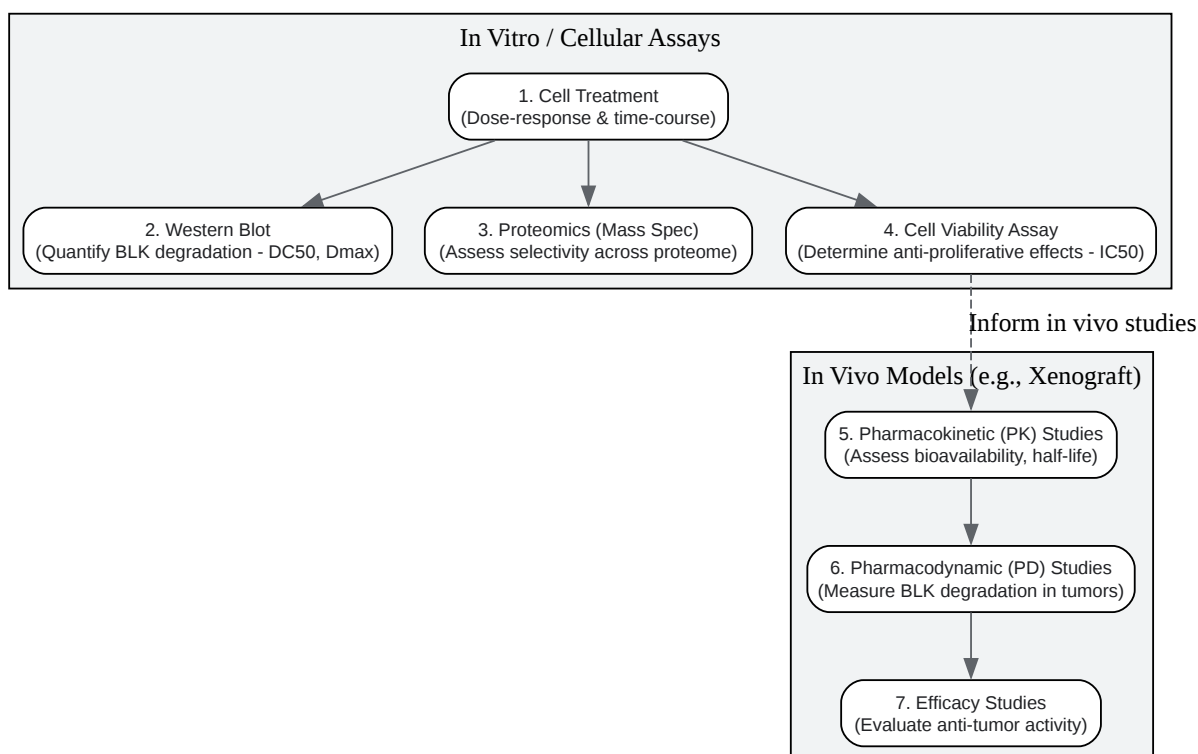 In Vitro / Cellular Assays
1. Cell Treatment
(Dose-response & time-course)
2. Western Blot
(Quantify BLK degradation - DC50, Dmax)
3. Proteomics (Mass Spec)
(Assess selectivity across proteome)
4. Cell Viability Assay
(Determine anti-proliferative effects - IC50)
Inform in vivo studies
In Vivo Models (e.g., Xenograft)
5. Pharmacokinetic (PK) Studies
(Assess bioavailability, half-life)
6. Pharmacodynamic (PD) Studies
(Measure BLK degradation in tumors)
7. Efficacy Studies
(Evaluate anti-tumor activity)